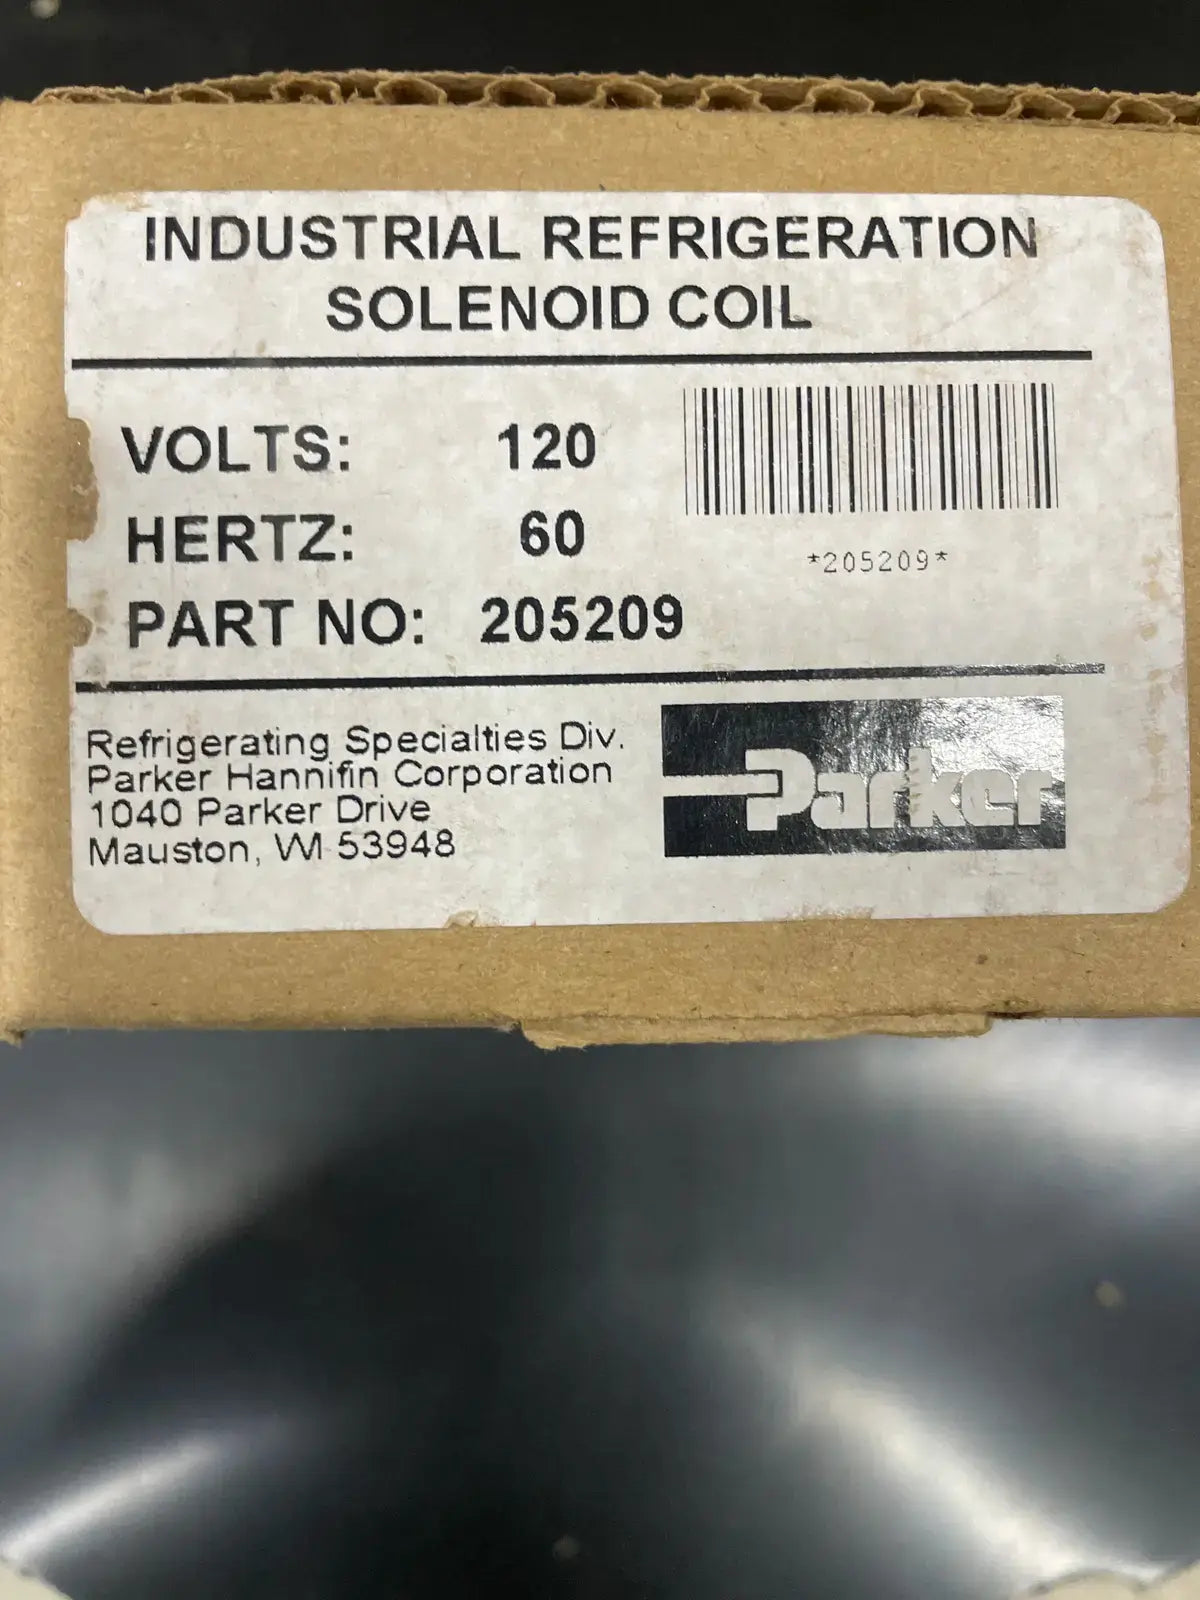 INDUSTRIAL REFRIGERATION
SOLENOID COIL
VOLTS: 120
HERTZ: 60
PART NO: 205209
*205209*
Refrigerating Specialties Div.
Parker Hannifin Corporation
1040 Parker Drive
Mauston, WI 53948
Parker